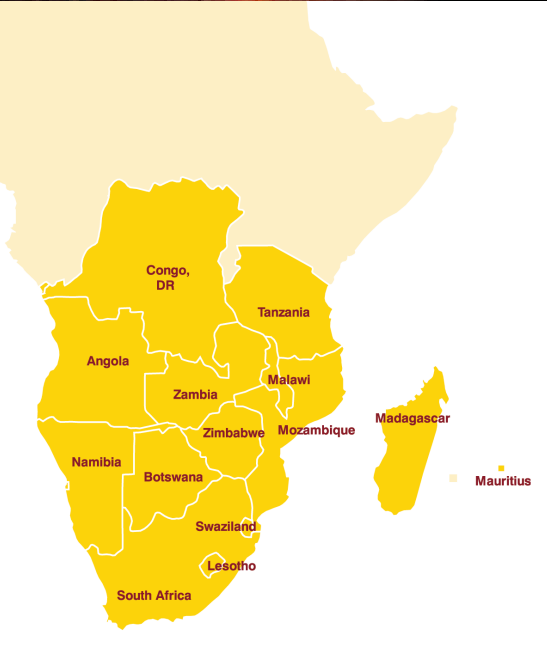 Congo,
DR
Tanzania
Angola
Malawi
Zambia
Madagascar
Zimbabwe
Mozambique
Namibia
Botswana
Mauritius
Swaziland
Lesotho
South Africa